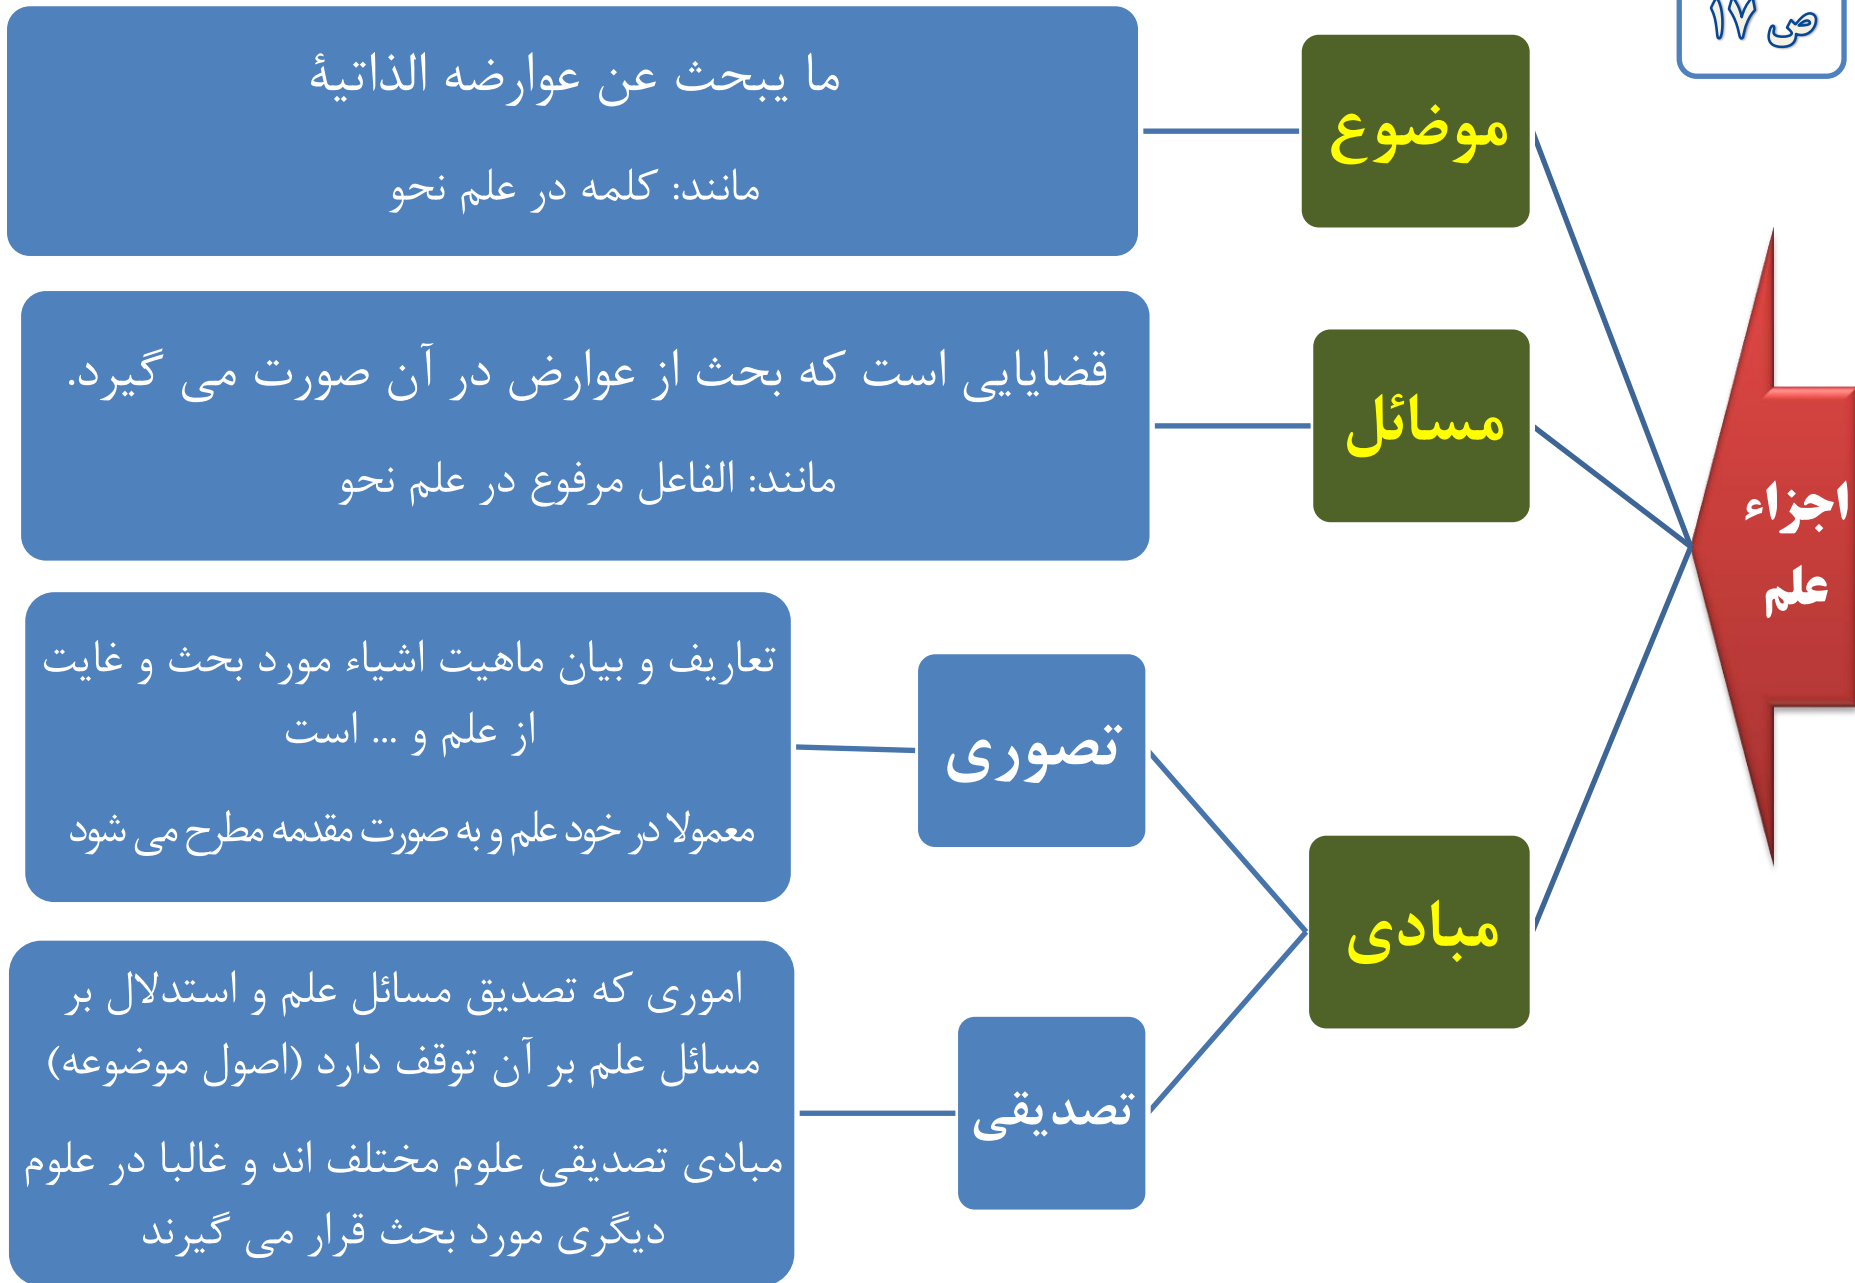 ص ۱۷
اجزاء
علم
موضوع
ما یبحث عن عوارضه الذاتیة
مانند: کلمه در علم نحو
مسائل
قضایایی است که بحث از عوارض در آن صورت می گیرد.
مانند: الفاعل مرفوع در علم نحو
مبادی
تصوری
تعاریف و بیان ماهیت اشیاء مورد بحث و غایت
از علم و ... است
معمولا در خود علم و به صورت مقدمه مطرح می شود
تصدیقی
اموری که تصدیق مسائل علم و استدلال بر
مسائل علم بر آن توقف دارد (اصول موضوعه)
مبادی تصدیقی علوم مختلف اند و غالبا در علوم
دیگری مورد بحث قرار می گیرند